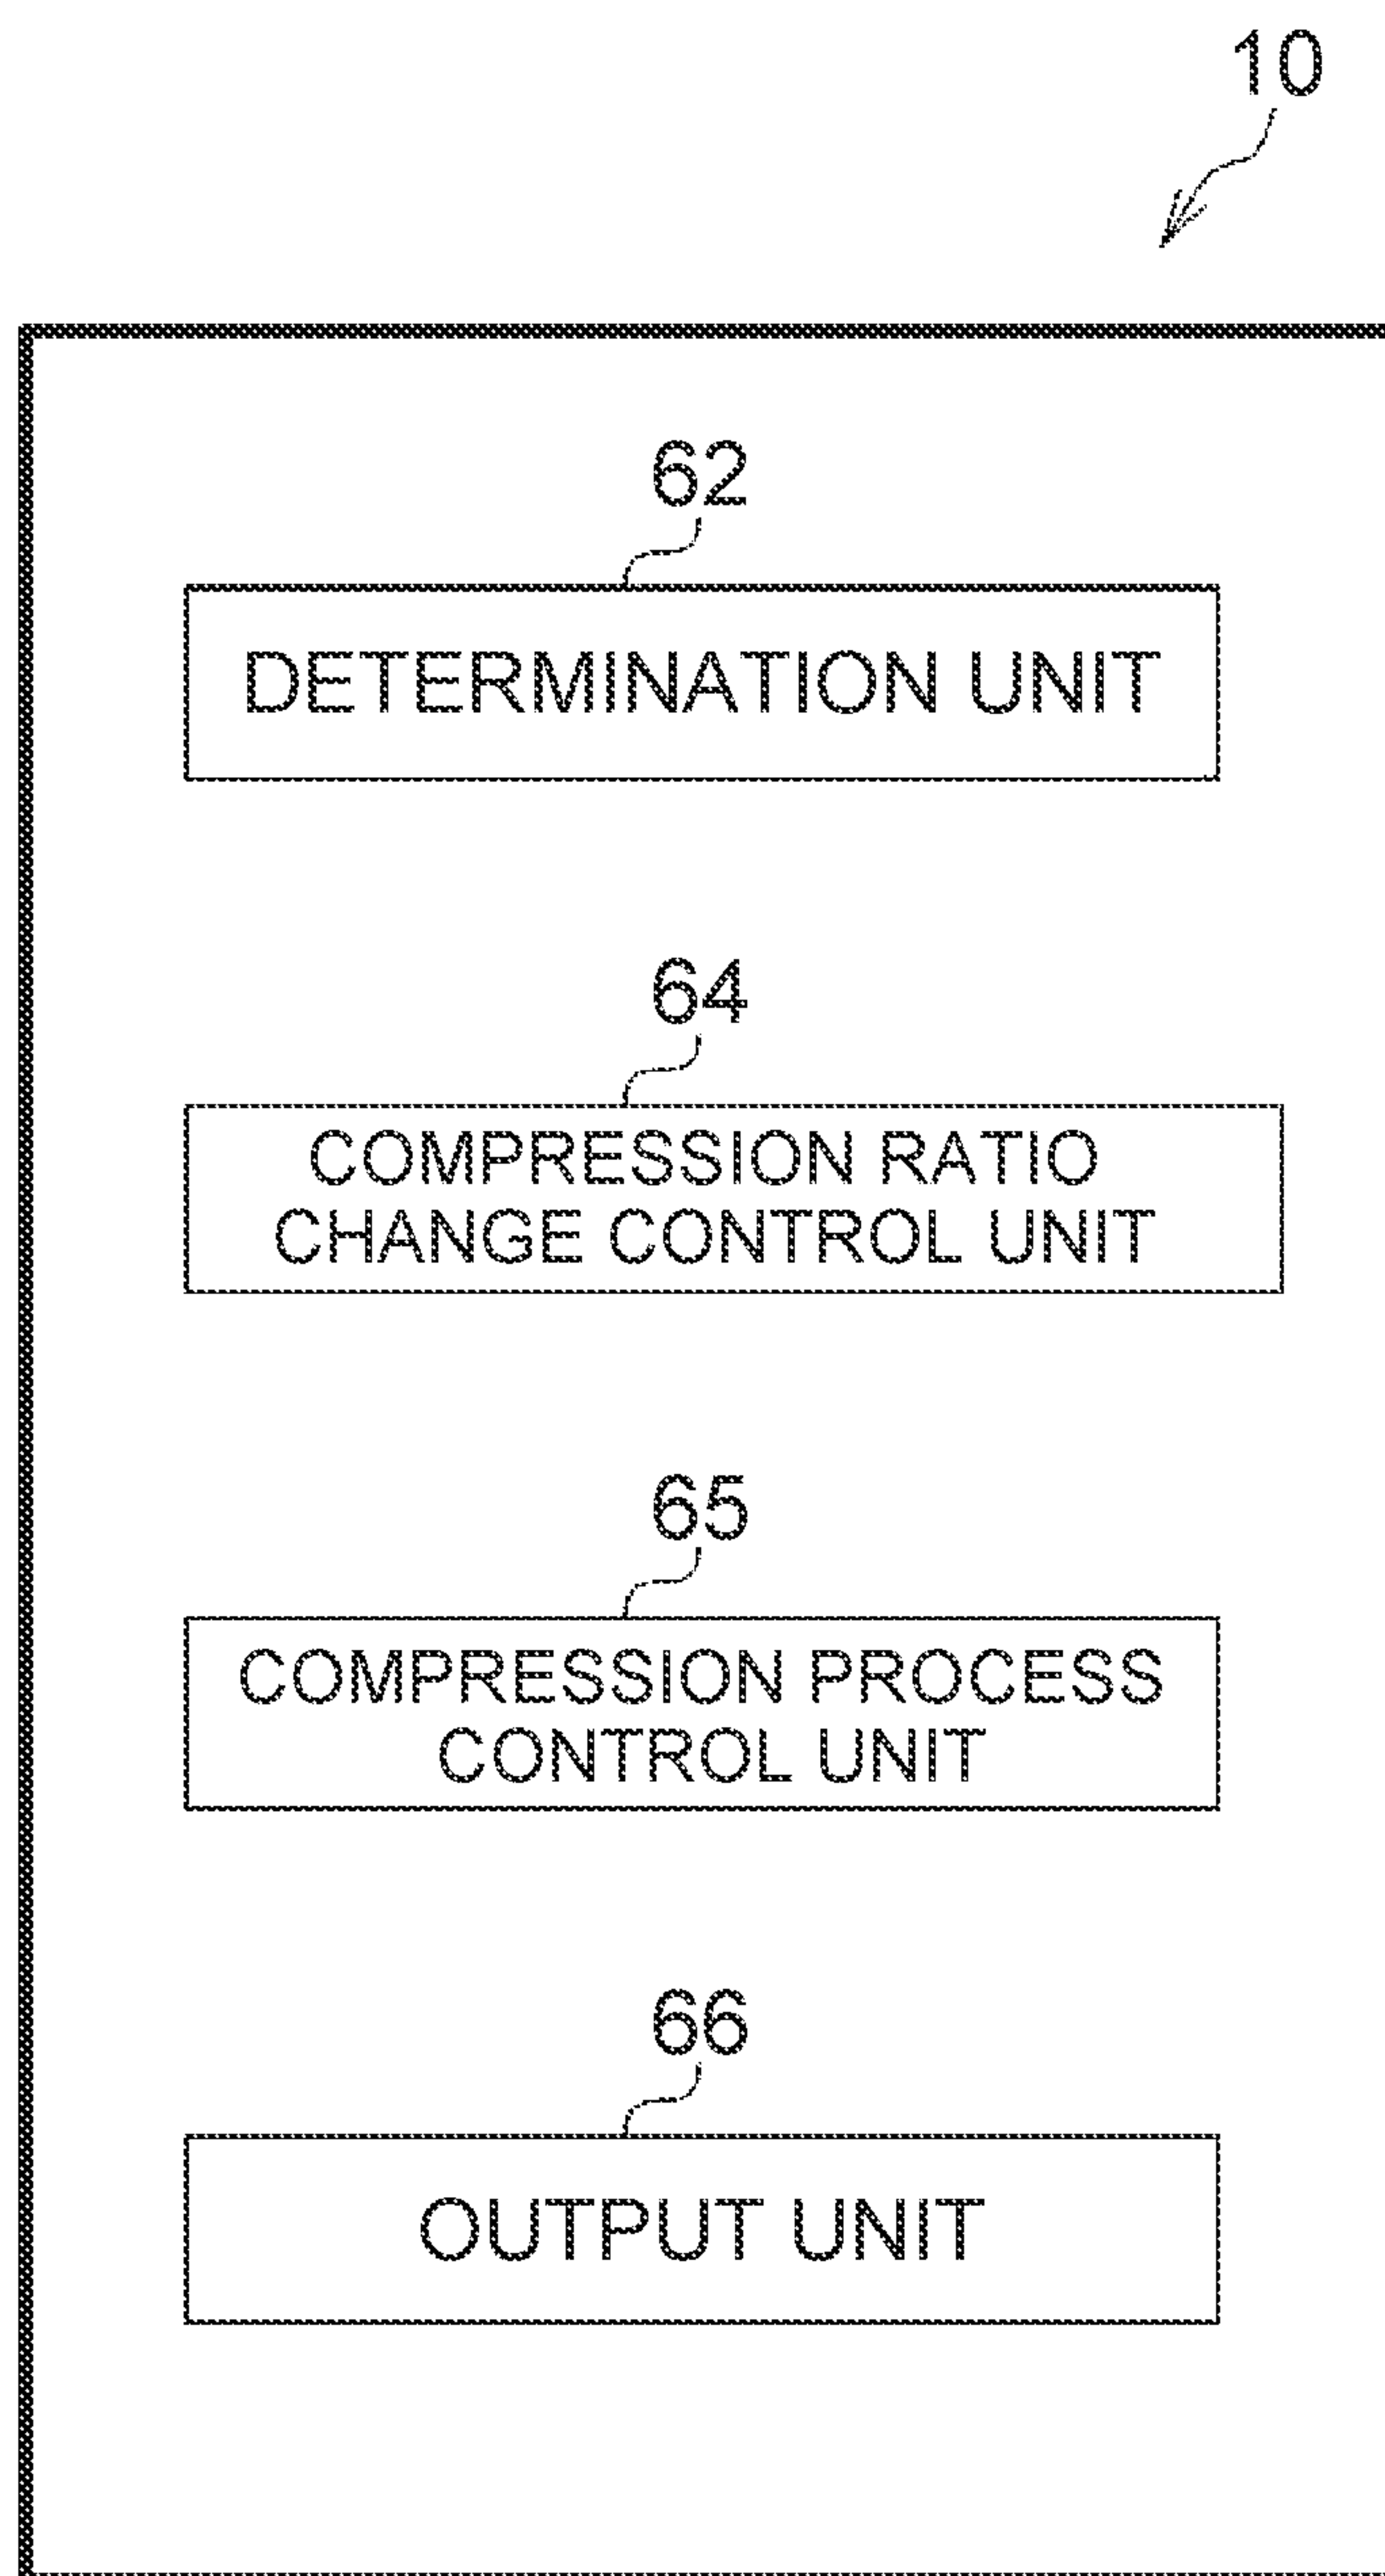 10
62
DETERMINATION UNIT
64
COMPRESSION RATIO
CHANGE CONTROL UNIT
65
COMPRESSION PROCESS
CONTROL UNIT
66
OUTPUT UNIT